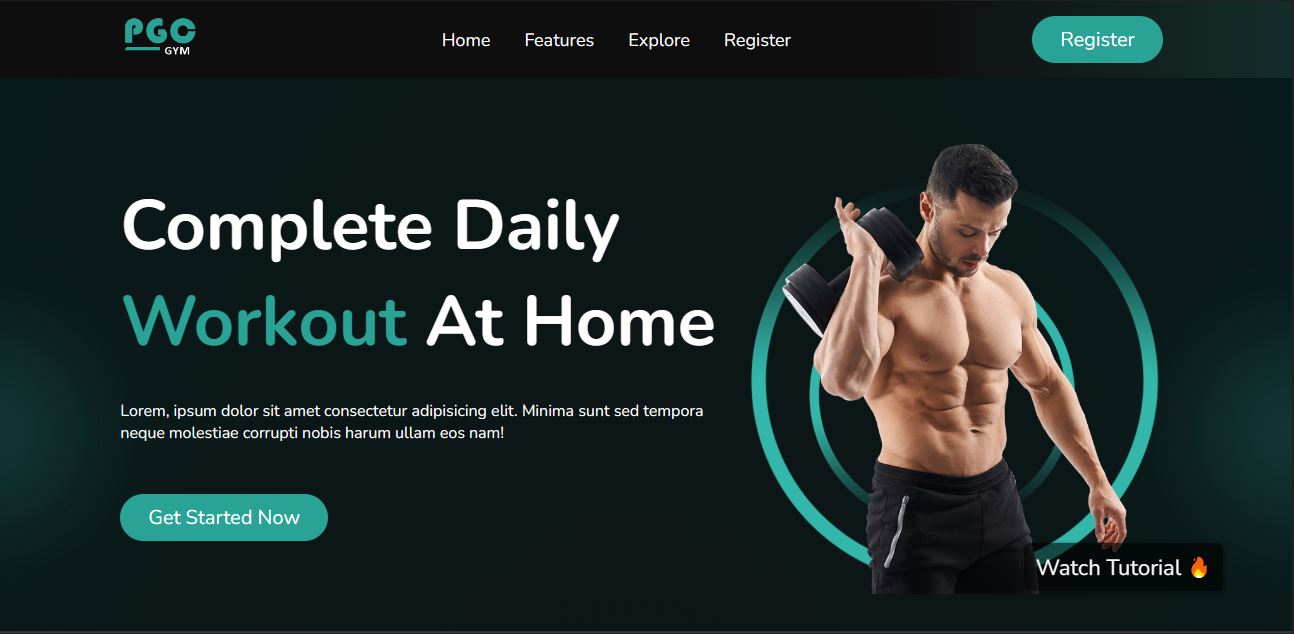 PGC
GYM
Home Features Explore Register
Register
Complete Daily
Workout At Home
Lorem, ipsum dolor sit amet consectetur adipisicing elit. Minima sunt sed tempora
neque molestiae corrupti nobis harum ullam eos nam!
Get Started Now
Watch Tutorial 🔥